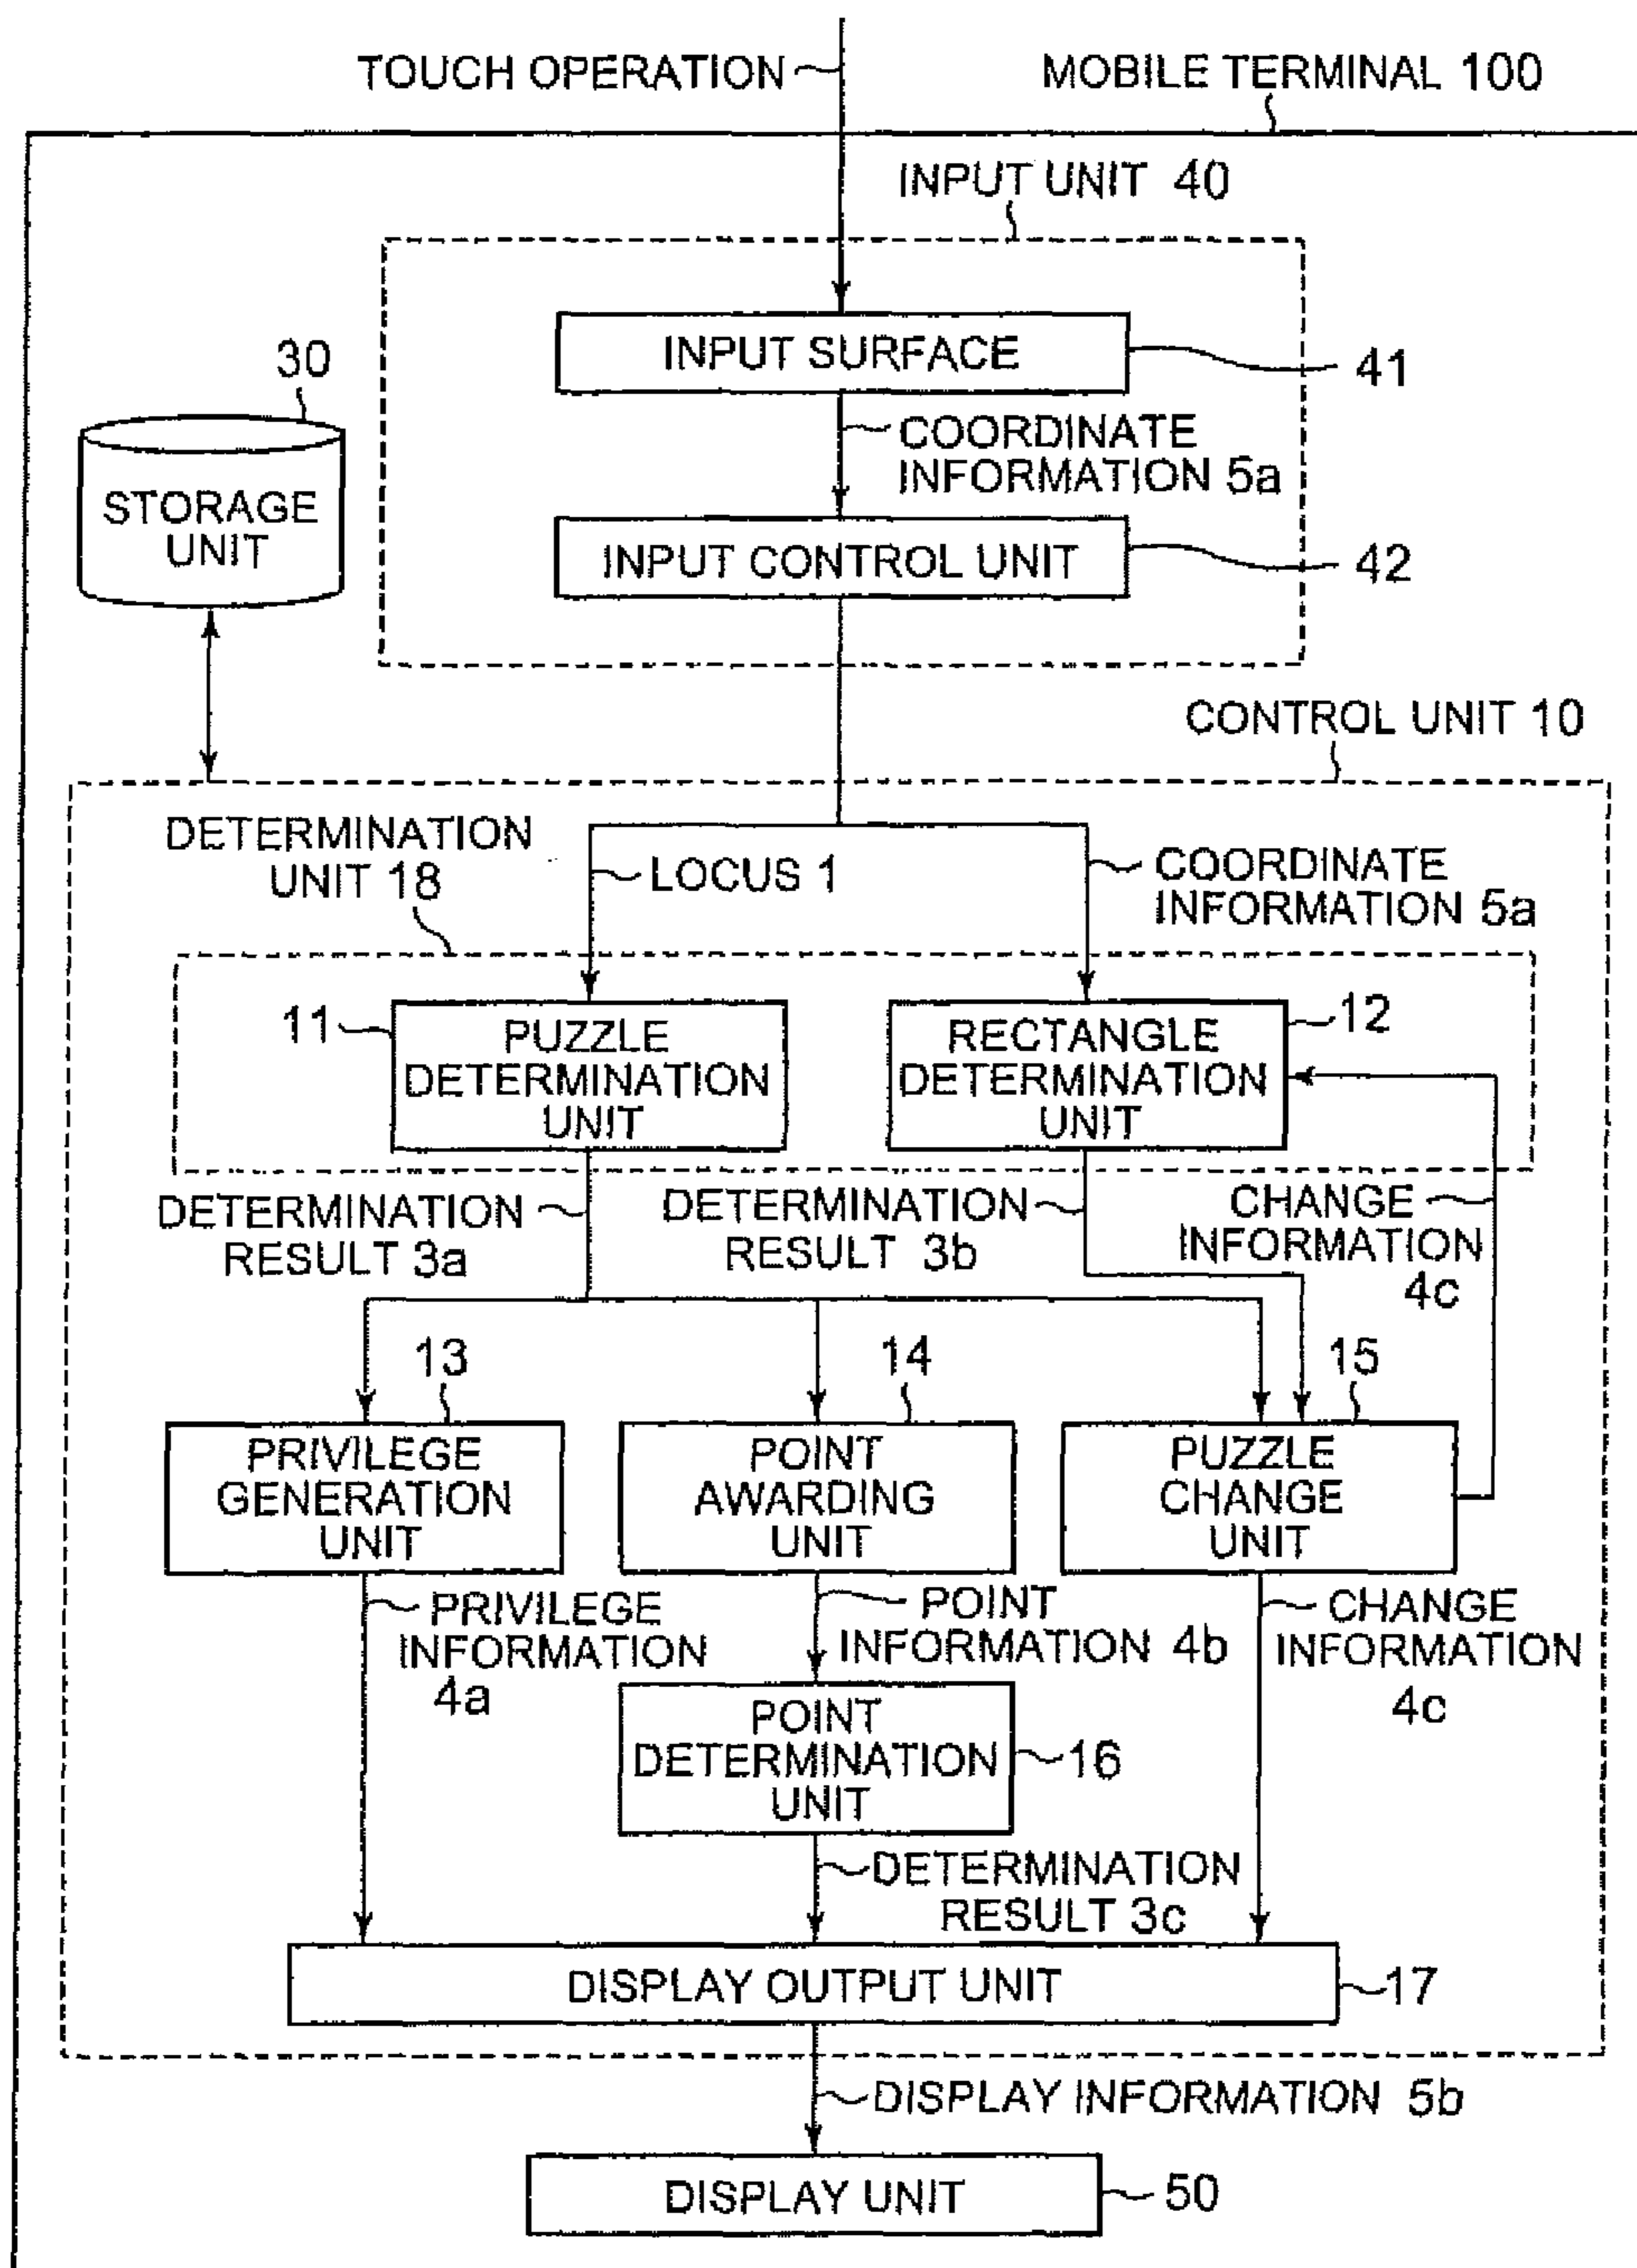 TOUCH OPERATION
MOBILE TERMINAL 100
INPUT UNIT 40
INPUT SURFACE
41
30
COORDINATE
INFORMATION 5a
STORAGE
UNIT
INPUT CONTROL UNIT
42
CONTROL UNIT 10
DETERMINATION
UNIT 18
LOCUS 1
COORDINATE
INFORMATION 5a
11
PUZZLE
DETERMINATION
UNIT
RECTANGLE
DETERMINATION
UNIT
12
DETERMINATION
RESULT 3a
DETERMINATION
RESULT 3b
CHANGE
INFORMATION
4c
13
14
15
PRIVILEGE
GENERATION
UNIT
POINT
AWARDING
UNIT
PUZZLE
CHANGE
UNIT
PRIVILEGE
INFORMATION
4a
POINT
INFORMATION 4b
CHANGE
INFORMATION
4c
POINT
DETERMINATION
UNIT
16
DETERMINATION
RESULT 3c
DISPLAY OUTPUT UNIT
17
DISPLAY INFORMATION 5b
DISPLAY UNIT
50